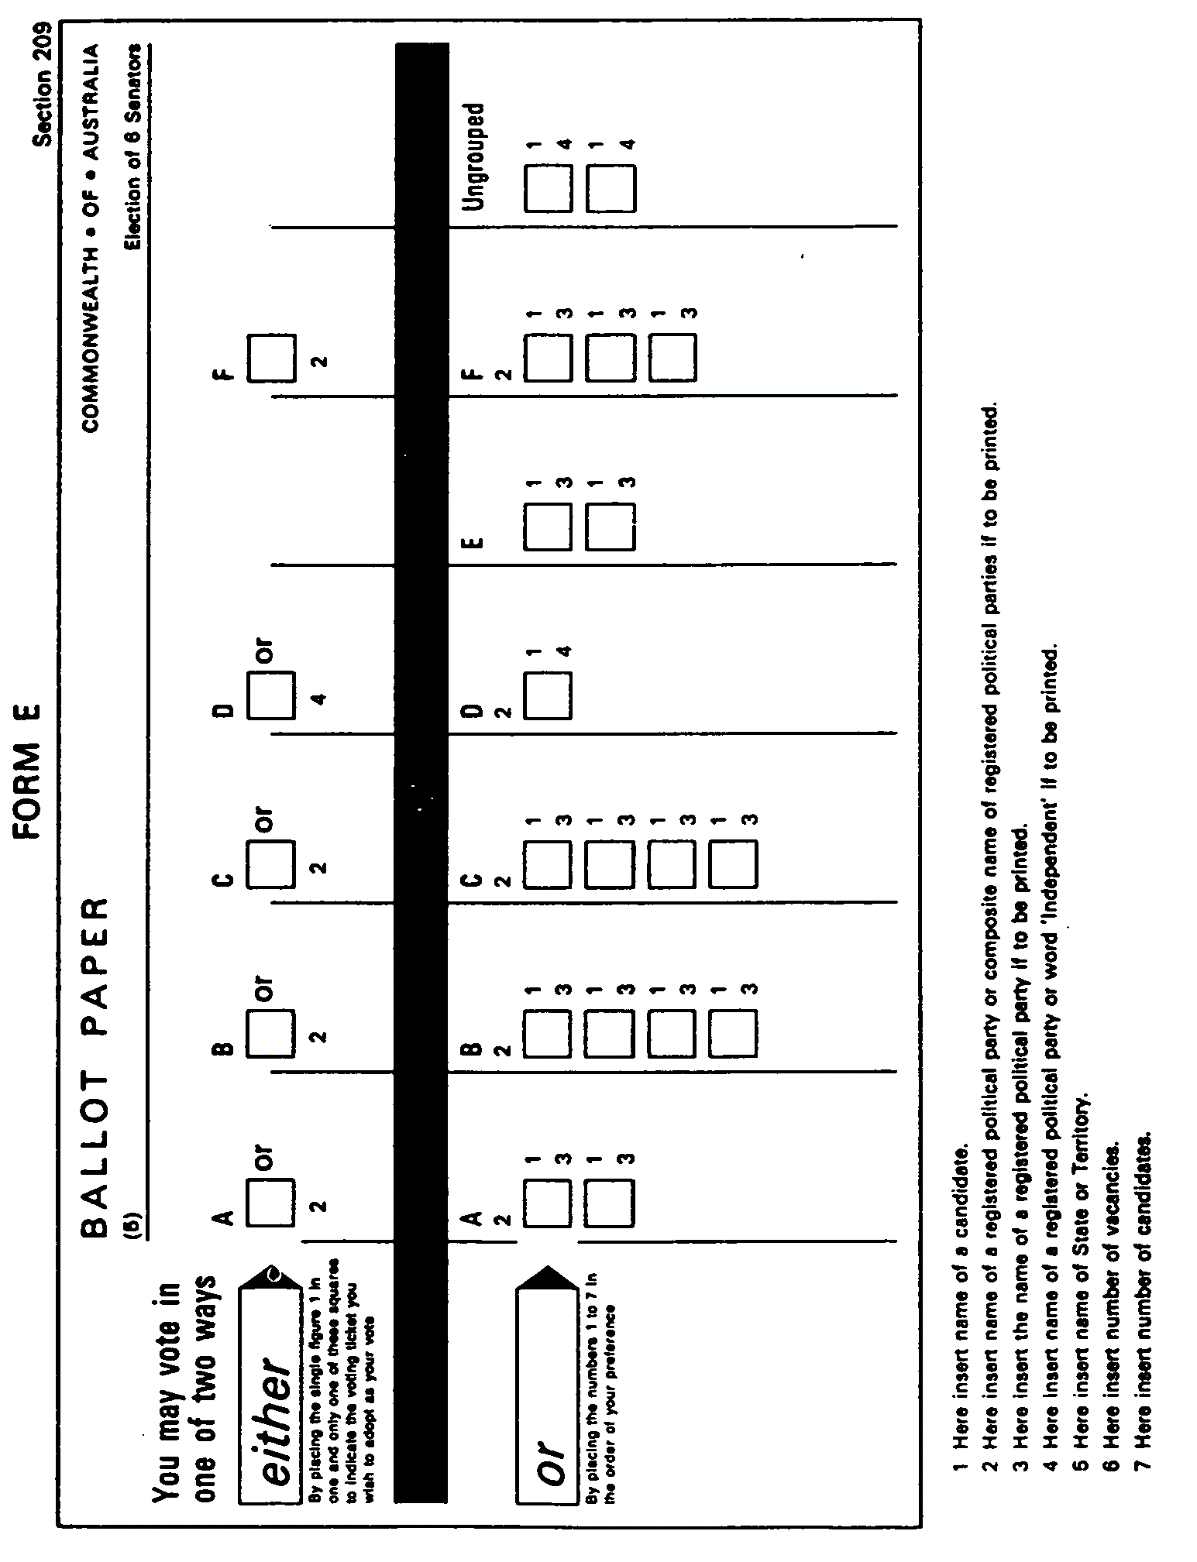 FORM E
Section 209
BALLOT PAPER
COMMONWEALTH • OF • AUSTRALIA
(5)
Election of 6 Senators
You may vote in
one of two ways
either
By placing the single figure 1 in
one and only one of these squares
to indicate the voting ticket you
wish to adopt as your vote
A B C D F
or or or or
2 2 2 4 2
or
By placing the numbers 1 to 7 in
the order of your preference
A B C D E F Ungrouped
2 2 2 2 2
1 1 1 1 1 1 1
3 3 3 4 3 3 4
1 1 1 1 1 1
3 3 3 3 3 4
1 1 1
3 3 3
1 1
3 3
1 Here insert name of a candidate.
2 Here insert name of a registered political party or composite name of registered political parties if to be printed.
3 Here insert the name of a registered political party if to be printed.
4 Here insert name of a registered political party or word 'Independent' if to be printed.
5 Here insert name of State or Territory.
6 Here insert number of vacancies.
7 Here insert number of candidates.